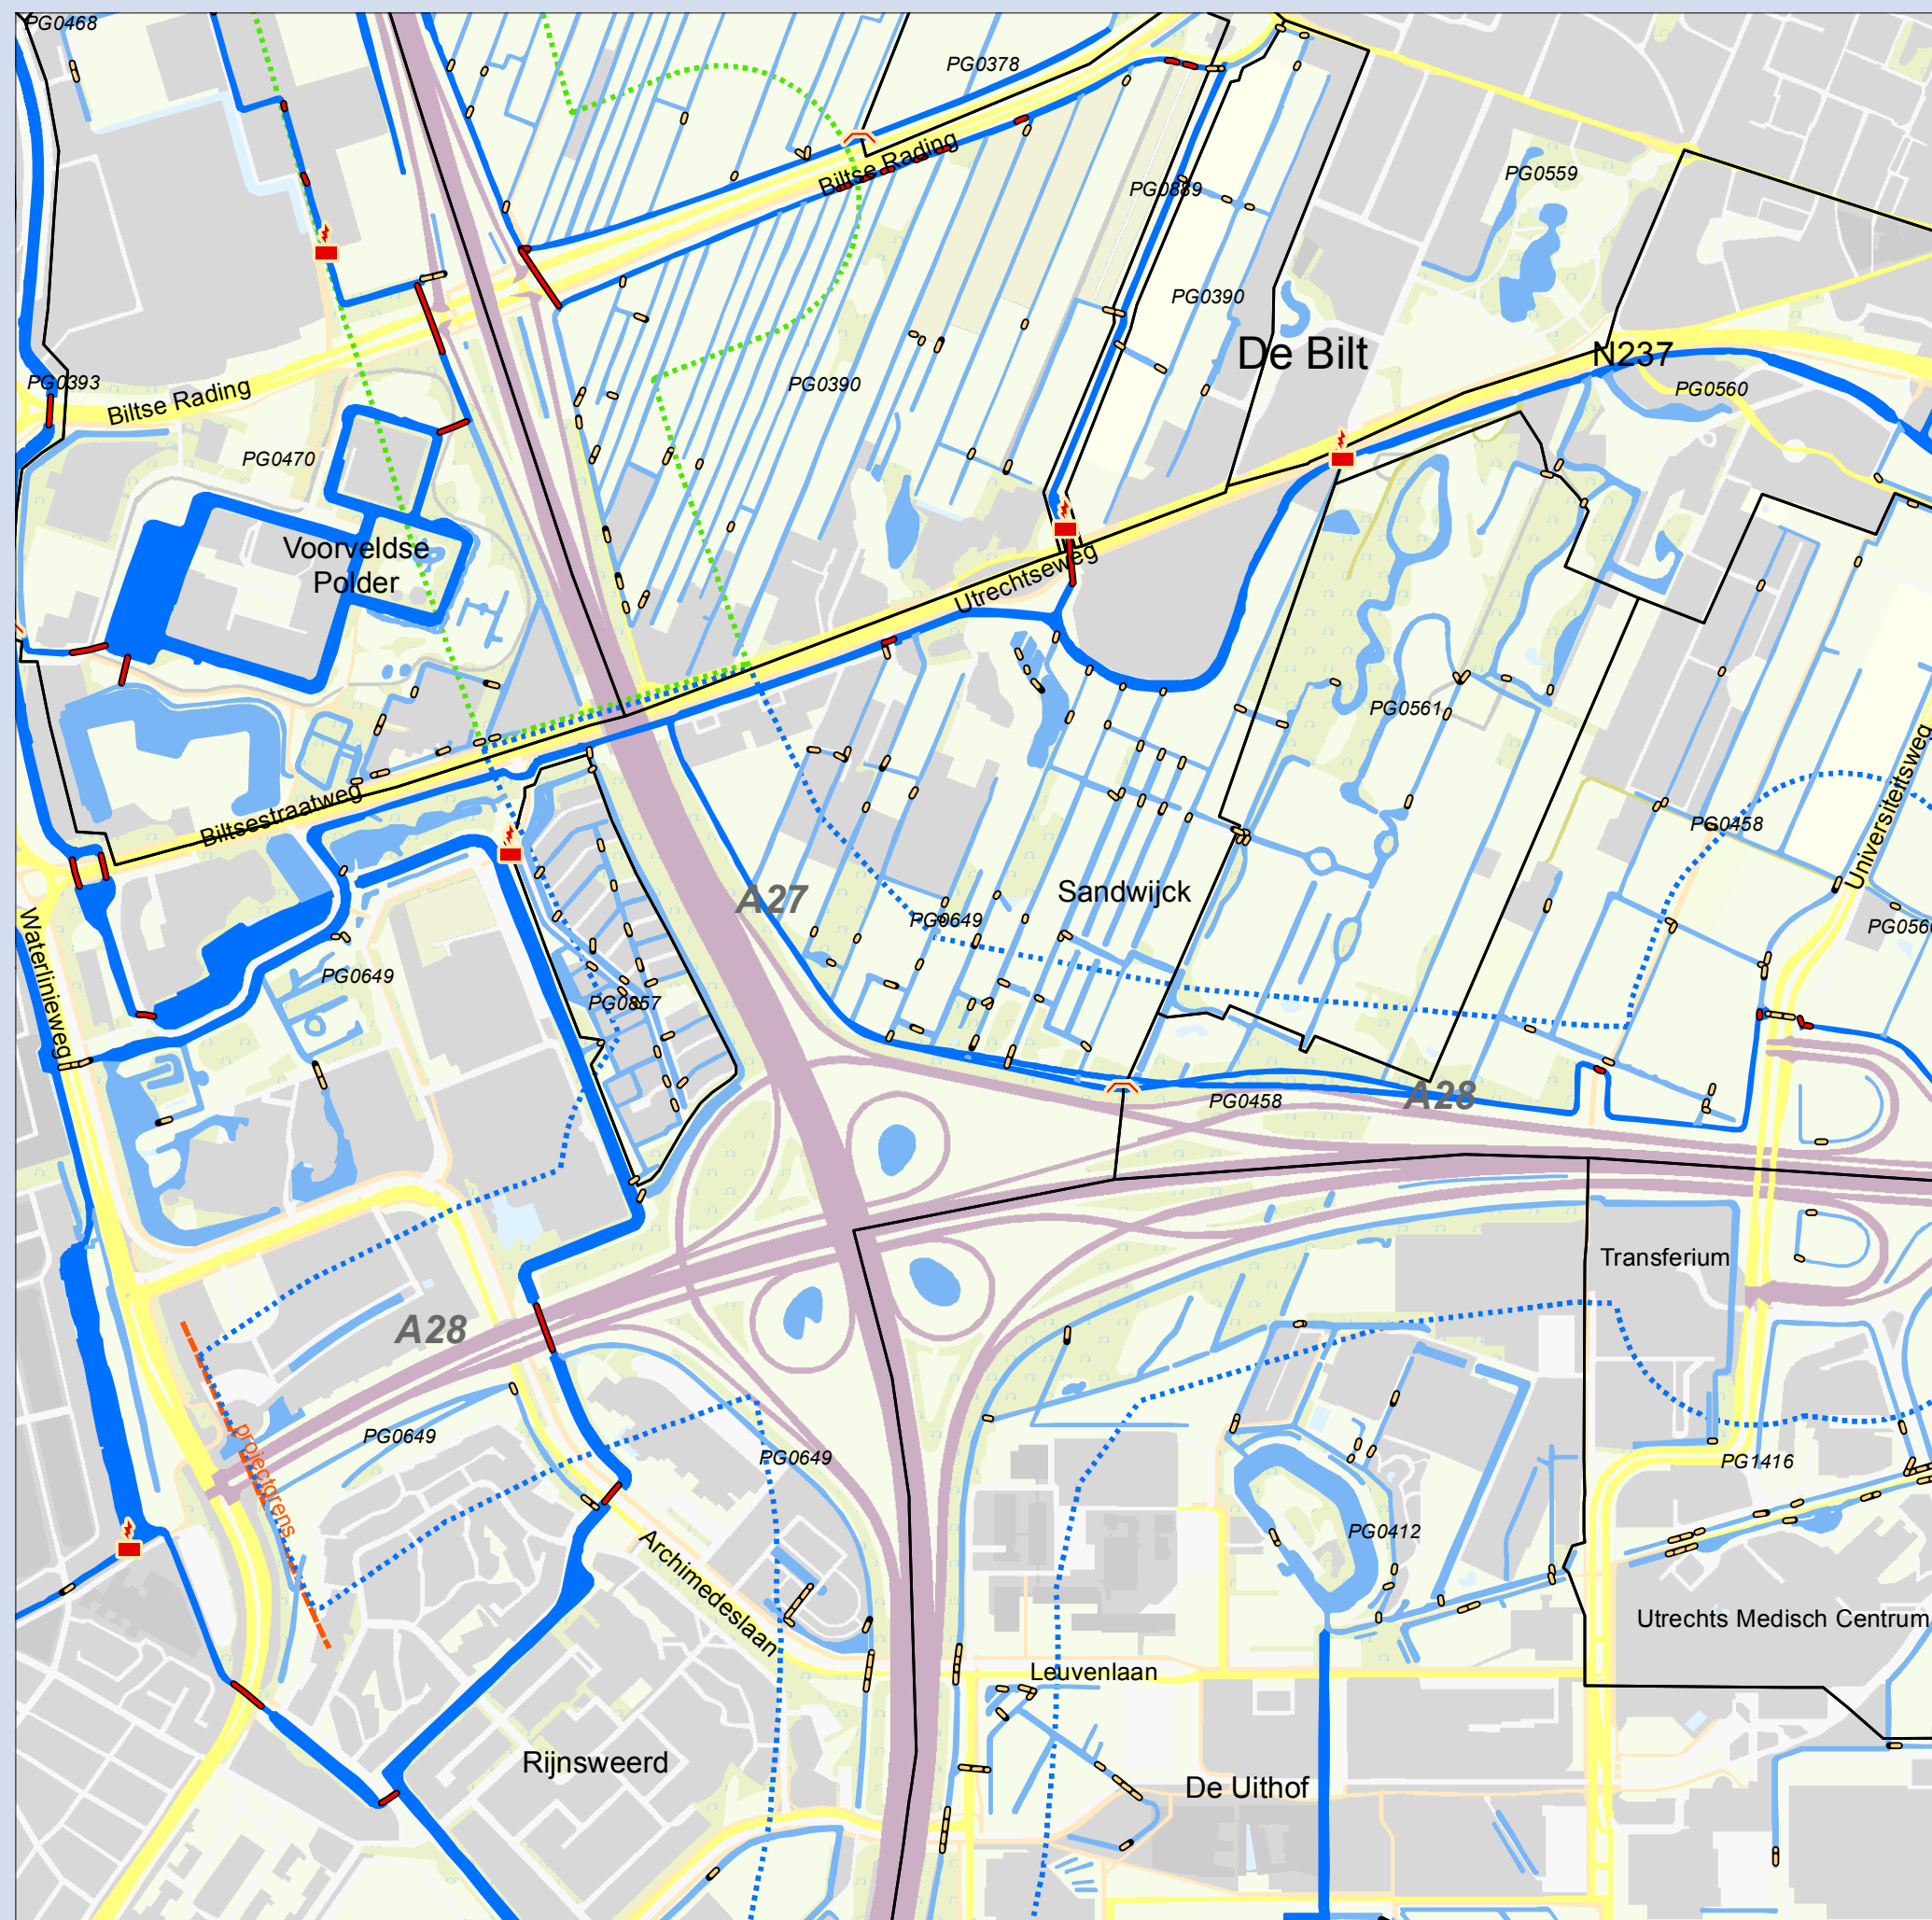 PG0468
PG0378
Biltse Rading
PG0889
PG0559
PG0390
De Bilt
N237
PG0393
Biltse Rading
PG0390
PG0560
PG0470
Voorveldse
Polder
Utrechtseweg
PG0561
Biltsestraatweg
PG0458
Universiteitsweg
A27
Sandwijck
PG0649
PG056
Waterlinieweg
PG0649
PG0857
A28
PG0458
Transferium
A28
projectgrens
PG0649
PG0649
PG1416
PG0412
Archimedeslaan
Utrechts Medisch Centrum
Leuvenlaan
Rijnsweerd
De Uithof